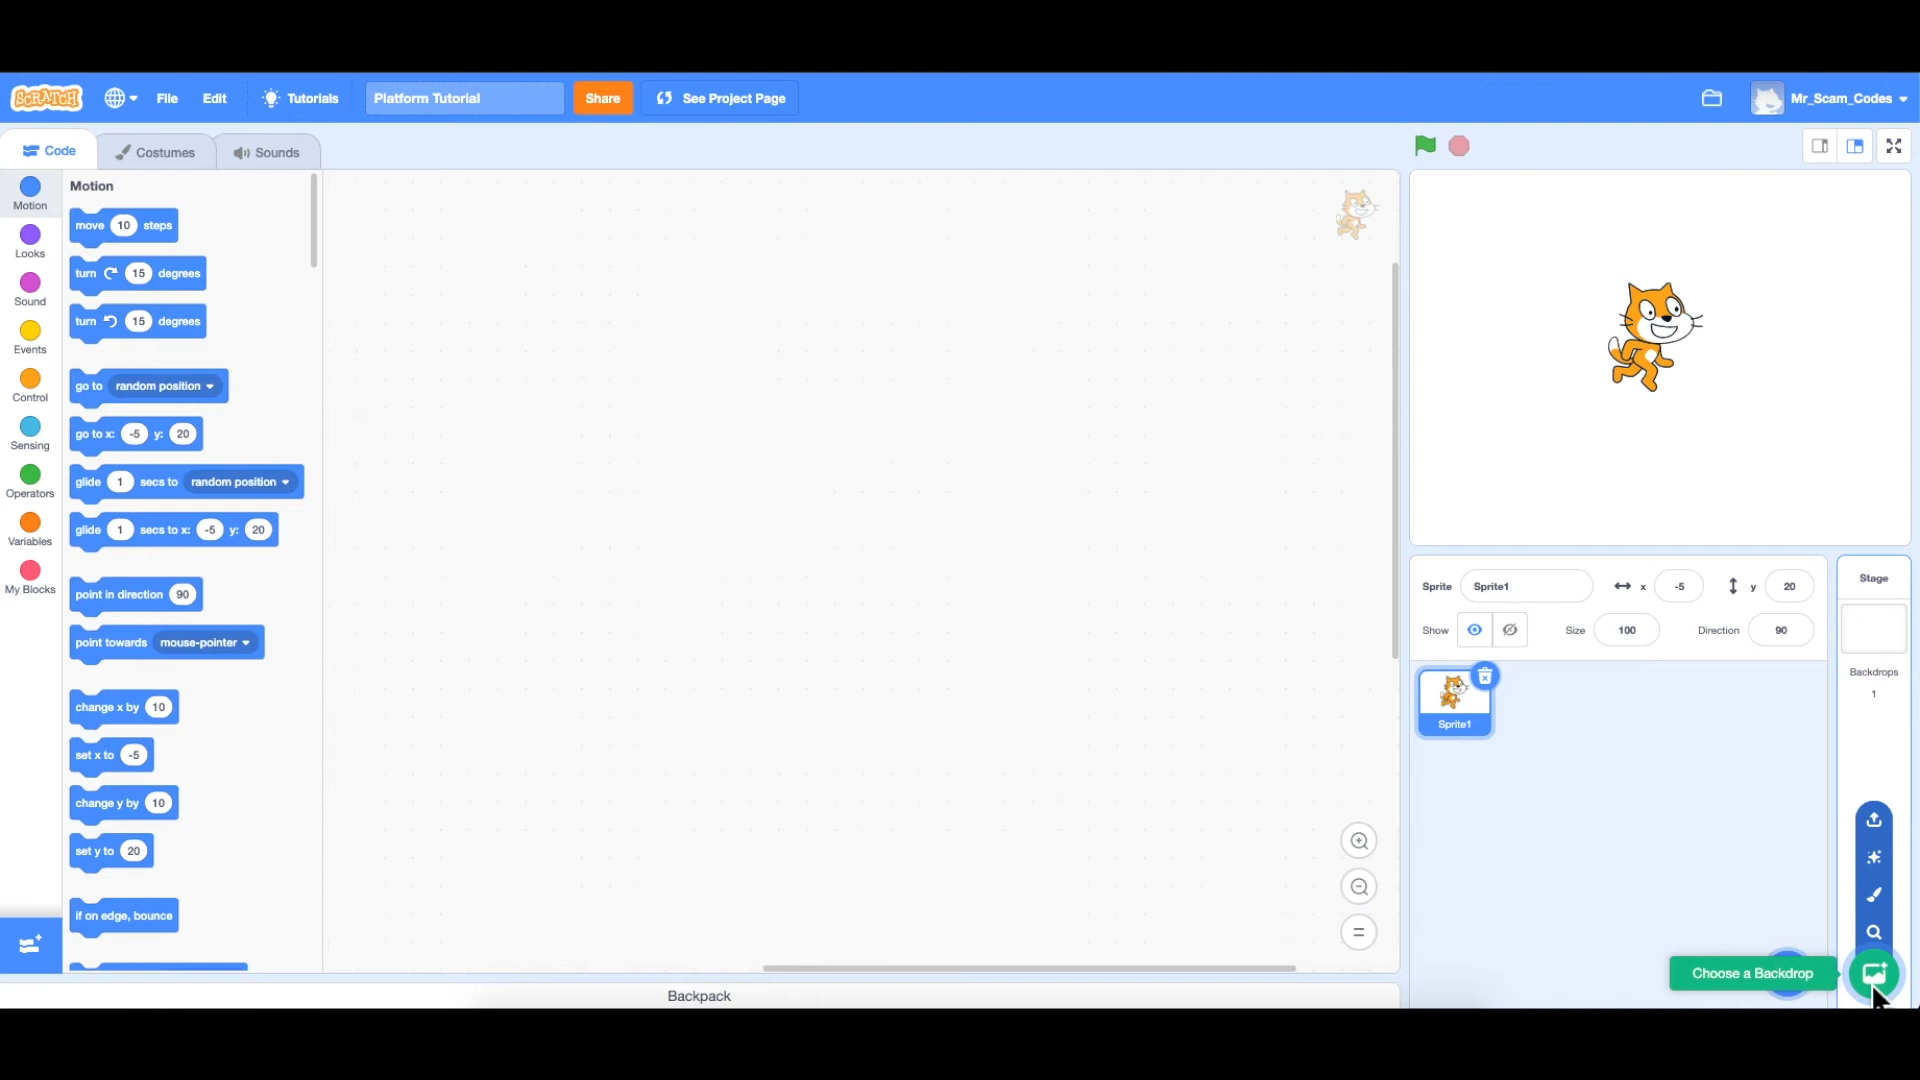 SCRATCH File Edit Tutorials Platform Tutorial Share See Project Page Mr_Scam_Codes
Code Costumes Sounds
Motion
Looks
Sound
Events
Control
Sensing
Operators
Variables
My Blocks
Motion
move 10 steps
turn 15 degrees
turn 15 degrees
go to random position
go to x: -5 y: 20
glide 1 secs to random position
glide 1 secs to x: -5 y: 20
point in direction 90
point towards mouse-pointer
change x by 10
set x to -5
change y by 10
set y to 20
if on edge, bounce
Backpack
Sprite Sprite1 x -5 y 20
Show Size 100 Direction 90
Sprite1
Stage
Backdrops
1
Choose a Backdrop